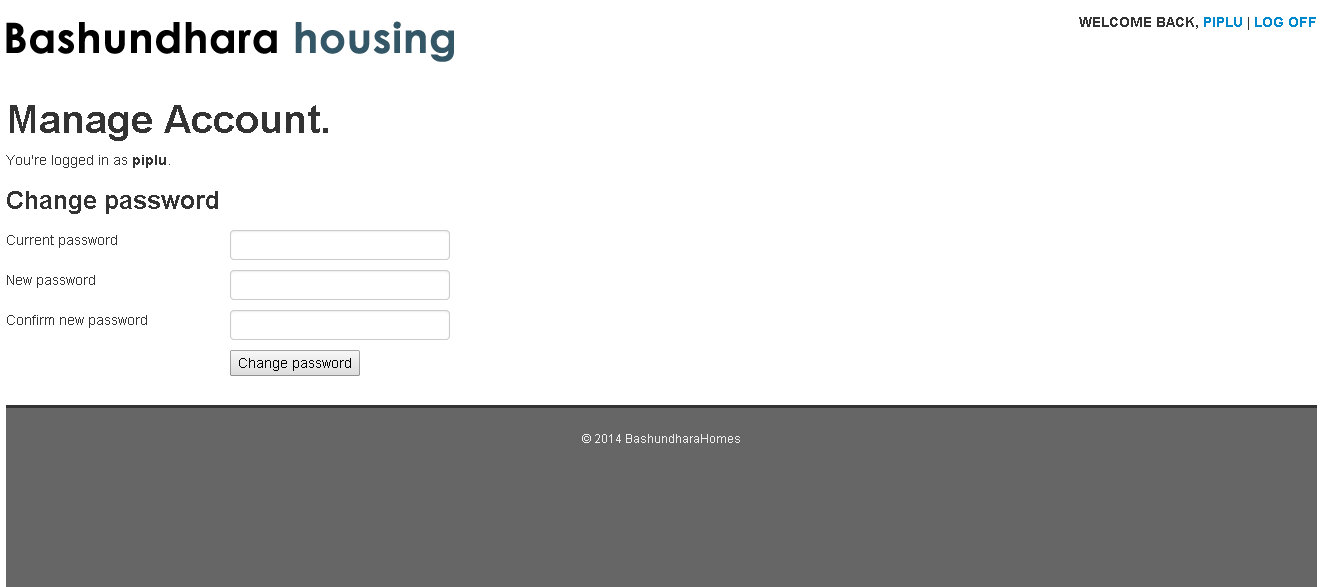 Bashundhara housing
WELCOME BACK, PIPLU | LOG OFF
Manage Account.
You're logged in as piplu.
Change password
Current password
New password
Confirm new password
Change password
© 2014 BashundharaHomes